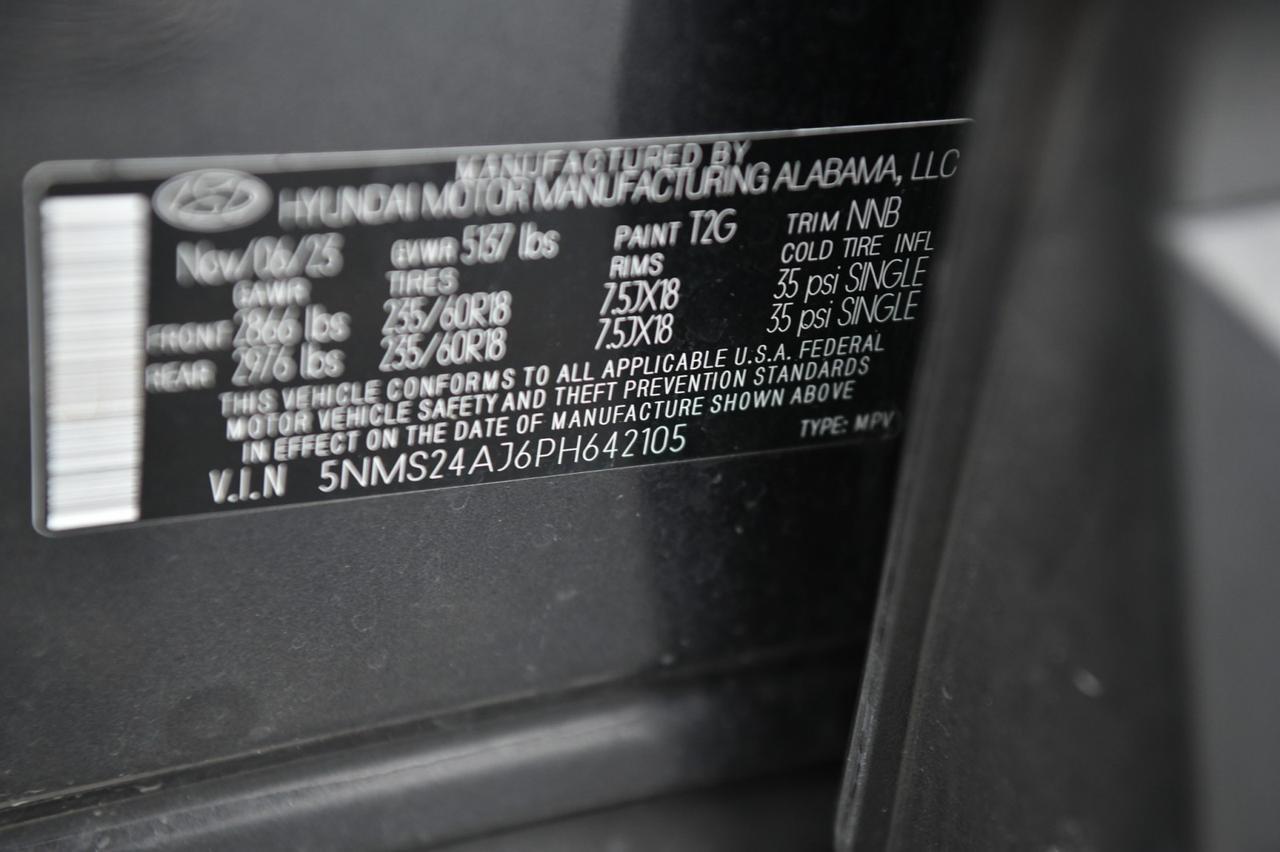 MANUFACTURED BY
HYUNDAI MOTOR MANUFACTURING ALABAMA, LLC
GVWR 5137 lbs PAINT T2G TRIM NNB
GAWR TIRES RIMS COLD TIRE INFL
FRONT 2866 lbs 235/60R18 7.5JX18 35 psi SINGLE
REAR 2976 lbs 235/60R18 7.5JX18 35 psi SINGLE
THIS VEHICLE CONFORMS TO ALL APPLICABLE U.S.A. FEDERAL
MOTOR VEHICLE SAFETY AND THEFT PREVENTION STANDARDS
IN EFFECT ON THE DATE OF MANUFACTURE SHOWN ABOVE
V.I.N 5NMS24AJ6PH642105 TYPE: MPV